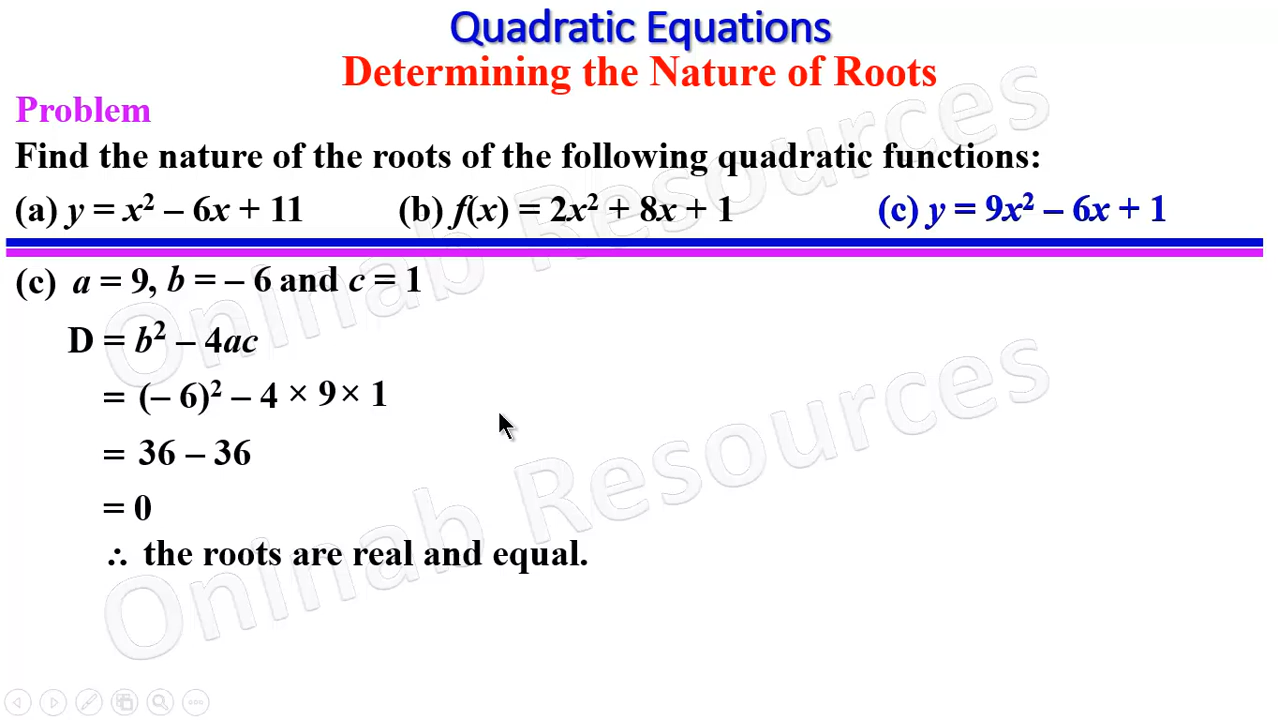 Quadratic Equations
Determining the Nature of Roots
Problem
Find the nature of the roots of the following quadratic functions:
(a) y = x² – 6x + 11 (b) f(x) = 2x² + 8x + 1 (c) y = 9x² – 6x + 1
(c) a = 9, b = – 6 and c = 1
D = b² – 4ac
= (– 6)² – 4 × 9 × 1
= 36 – 36
= 0
∴ the roots are real and equal.
Oninab Resources
Oninab Resources